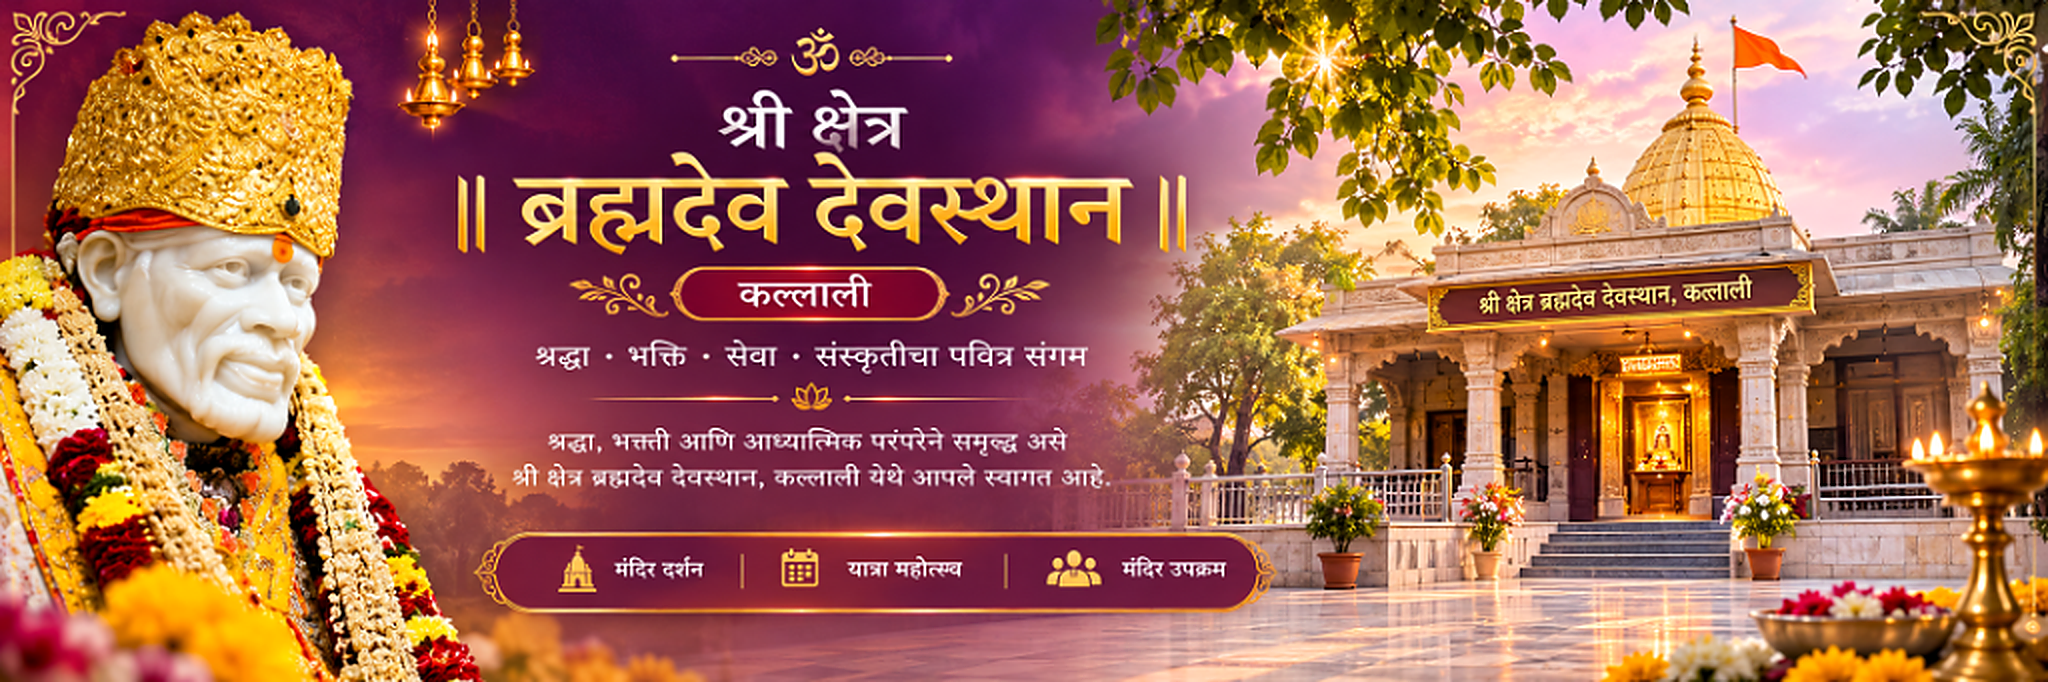 ॐ
श्री क्षेत्र
॥ ब्रह्मदेव देवस्थान ॥
कल्लाली
श्रद्धा · भक्ति · सेवा · संस्कृतीचा पवित्र संगम
श्रद्धा, भक्ती आणि आध्यात्मिक परंपरेने समृद्ध असे
श्री क्षेत्र ब्रह्मदेव देवस्थान, कल्लाली येथे आपले स्वागत आहे.
मंदिर दर्शन
यात्रा महोत्सव
मंदिर उपक्रम
श्री क्षेत्र ब्रह्मदेव देवस्थान, कल्लाली